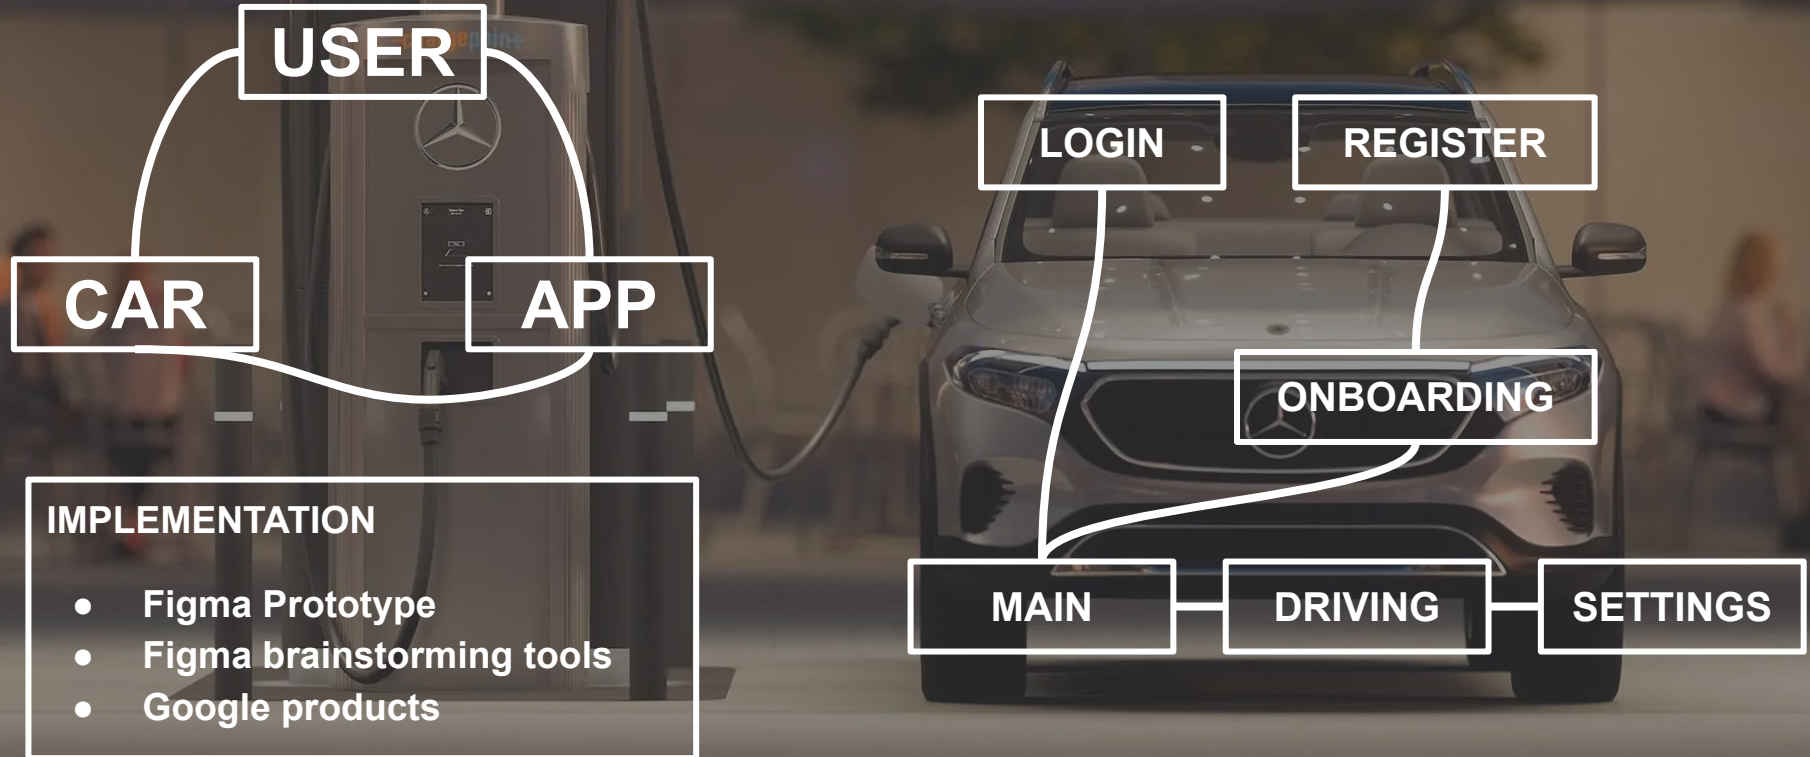 USER
CAR
APP
IMPLEMENTATION
● Figma Prototype
● Figma brainstorming tools
● Google products
LOGIN
REGISTER
ONBOARDING
MAIN
DRIVING
SETTINGS